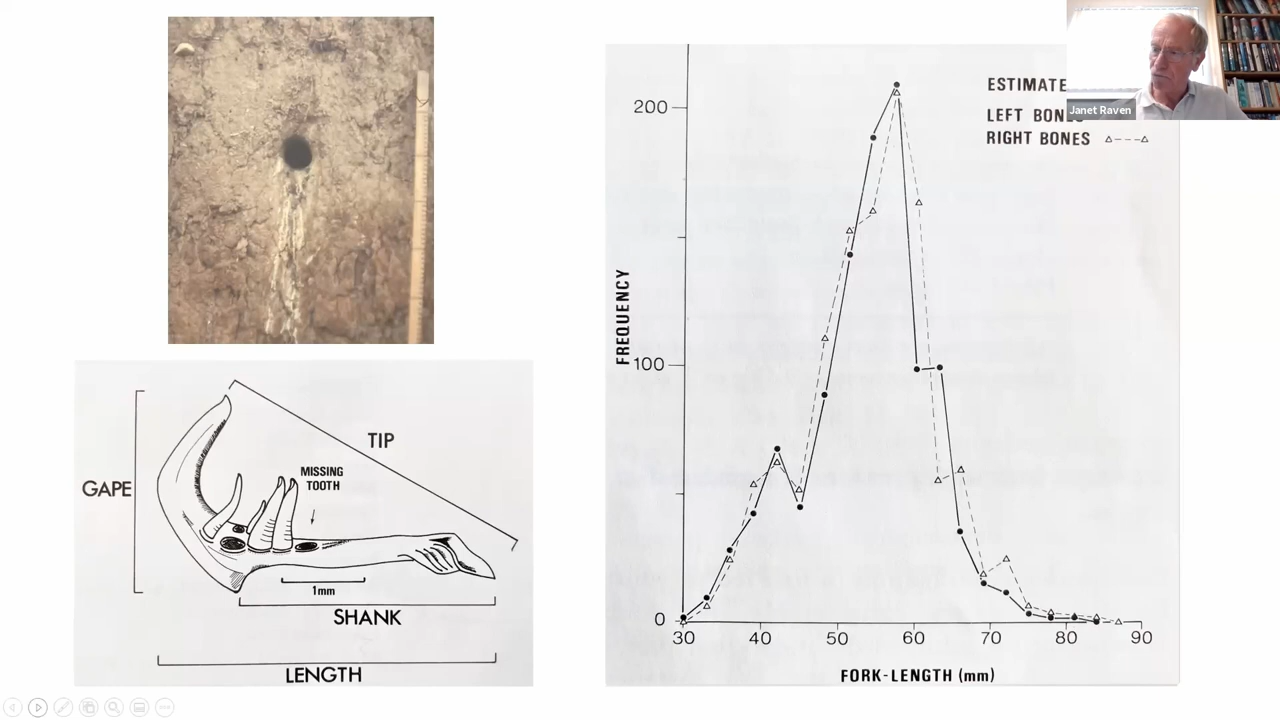 GAPE
TIP
MISSING
TOOTH
1mm
SHANK
LENGTH
FREQUENCY
200
100
0
30 40 50 60 70 80 90
FORK-LENGTH (mm)
ESTIMATE
LEFT BONE
RIGHT BONES
Janet Raven